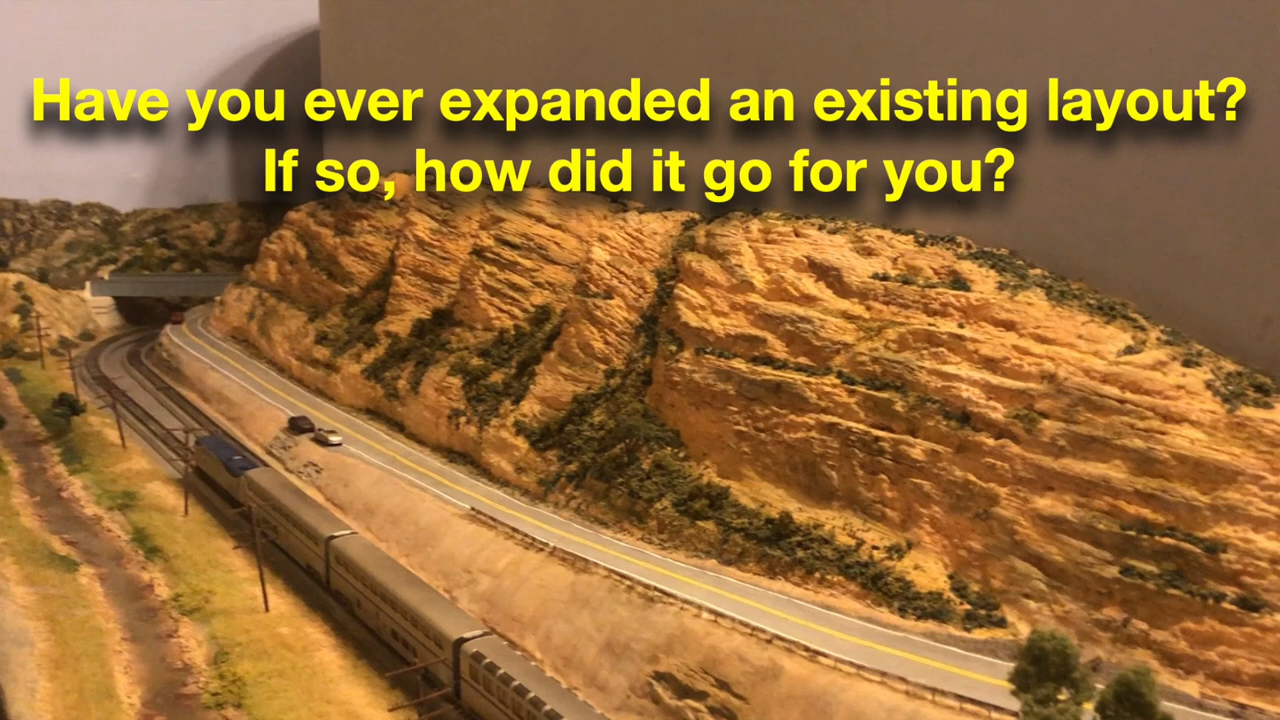 Have you ever expanded an existing layout?
If so, how did it go for you?